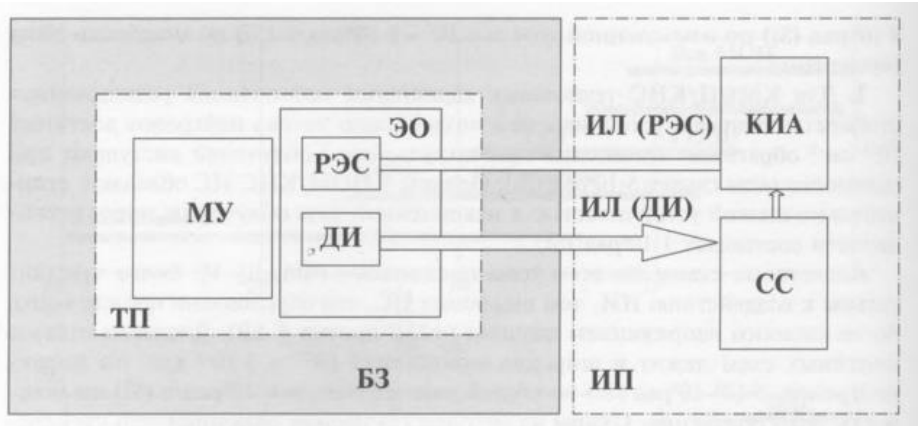 ЭО
ИЛ (РЭС)
КИА
РЭС
МУ
ИЛ (ДИ)
ДИ
СС
ТП
БЗ
ИП